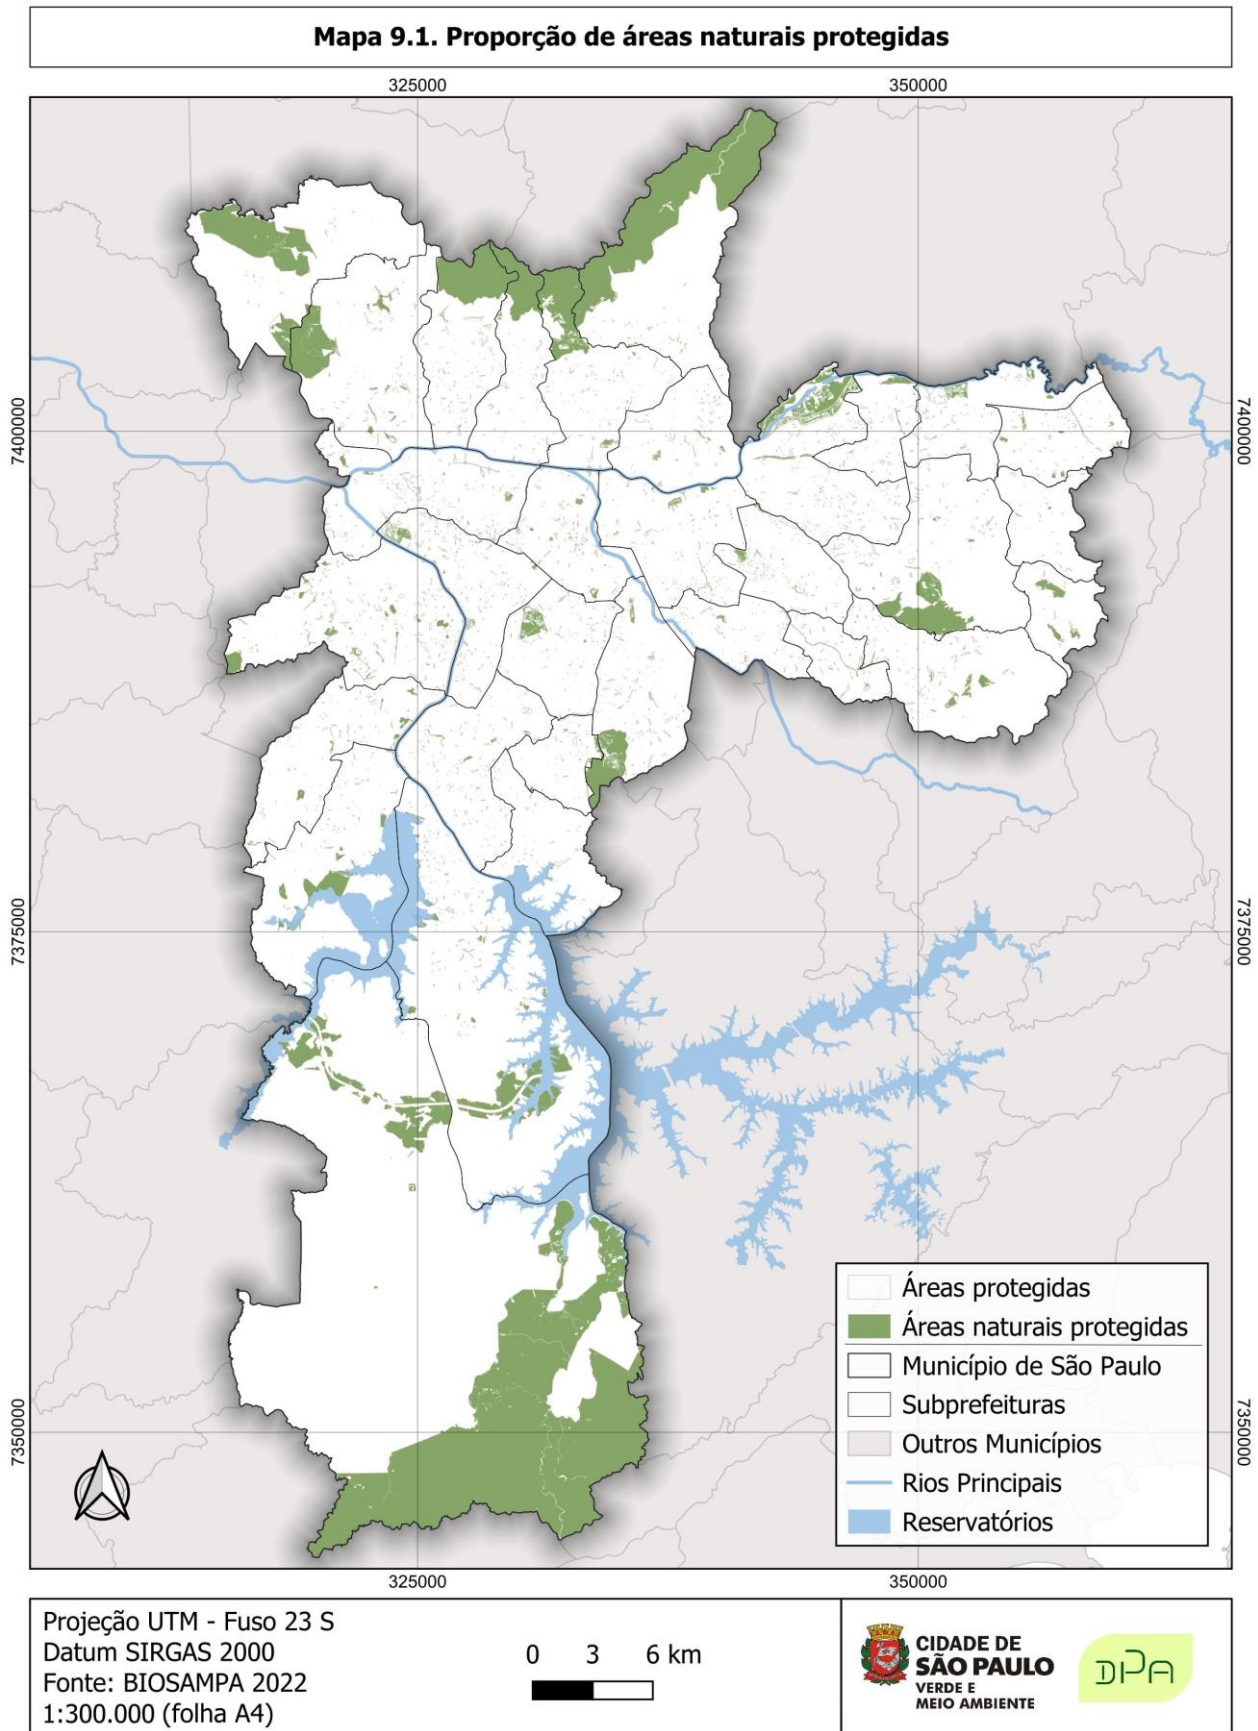 Mapa 9.1. Proporção de áreas naturais protegidas
325000
350000
7400000
7400000
7375000
7375000
7350000
7350000
Áreas protegidas
Áreas naturais protegidas
Município de São Paulo
Subprefeituras
Outros Municípios
Rios Principais
Reservatórios
325000
350000
Projeção UTM - Fuso 23 S
Datum SIRGAS 2000
Fonte: BIOSAMPA 2022
1:300.000 (folha A4)
0 3 6 km
CIDADE DE
SÃO PAULO
VERDE E
MEIO AMBIENTE
DPA